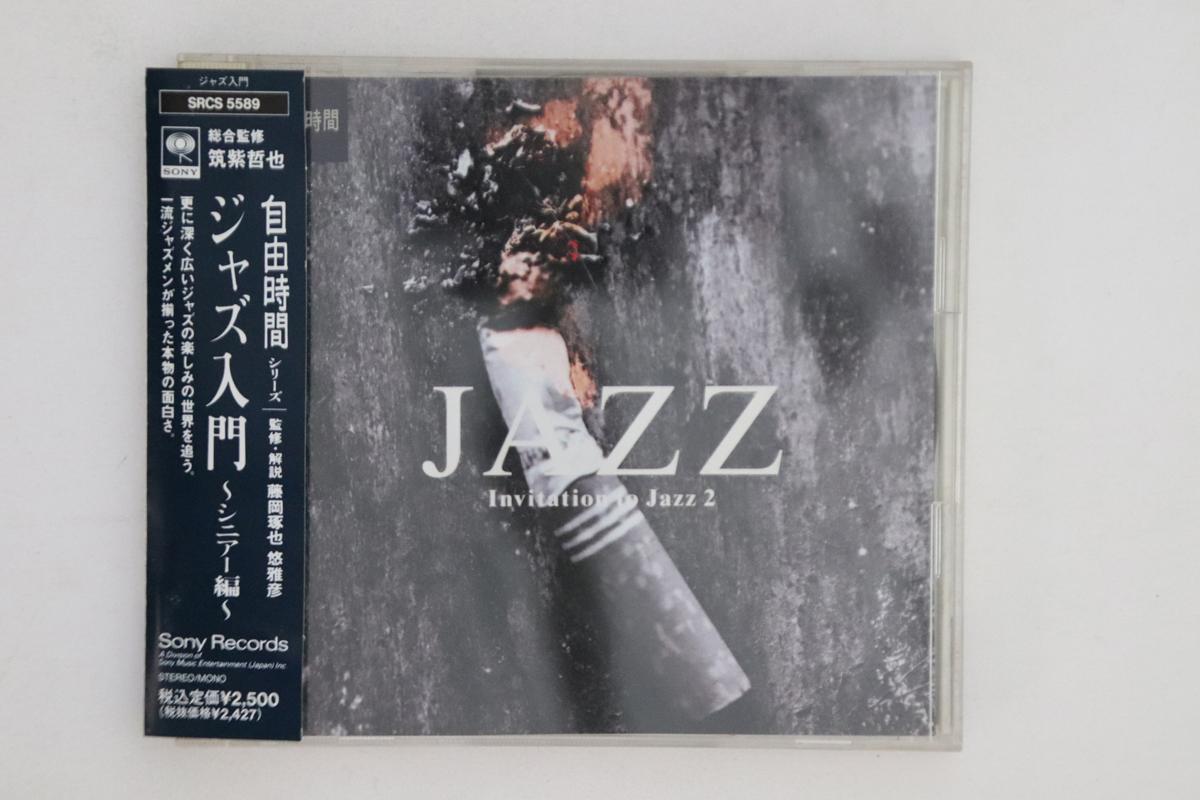 ジャズ入門
SRCS 5589
SONY
総合監修
筑紫哲也
自由時間シリーズ 監修・解説 藤岡琢也 悠雅彦
ジャズ入門 〜シニアー編〜
更に深く広いジャズの楽しみの世界を追う。
一流ジャズメンが揃った本物の面白さ。
Sony Records
A Division of
Sony Music Entertainment (Japan) Inc
STEREO/MONO
税込定価¥2,500
(税抜価格¥2,427)
時間
JAZZ
Invitation to Jazz 2